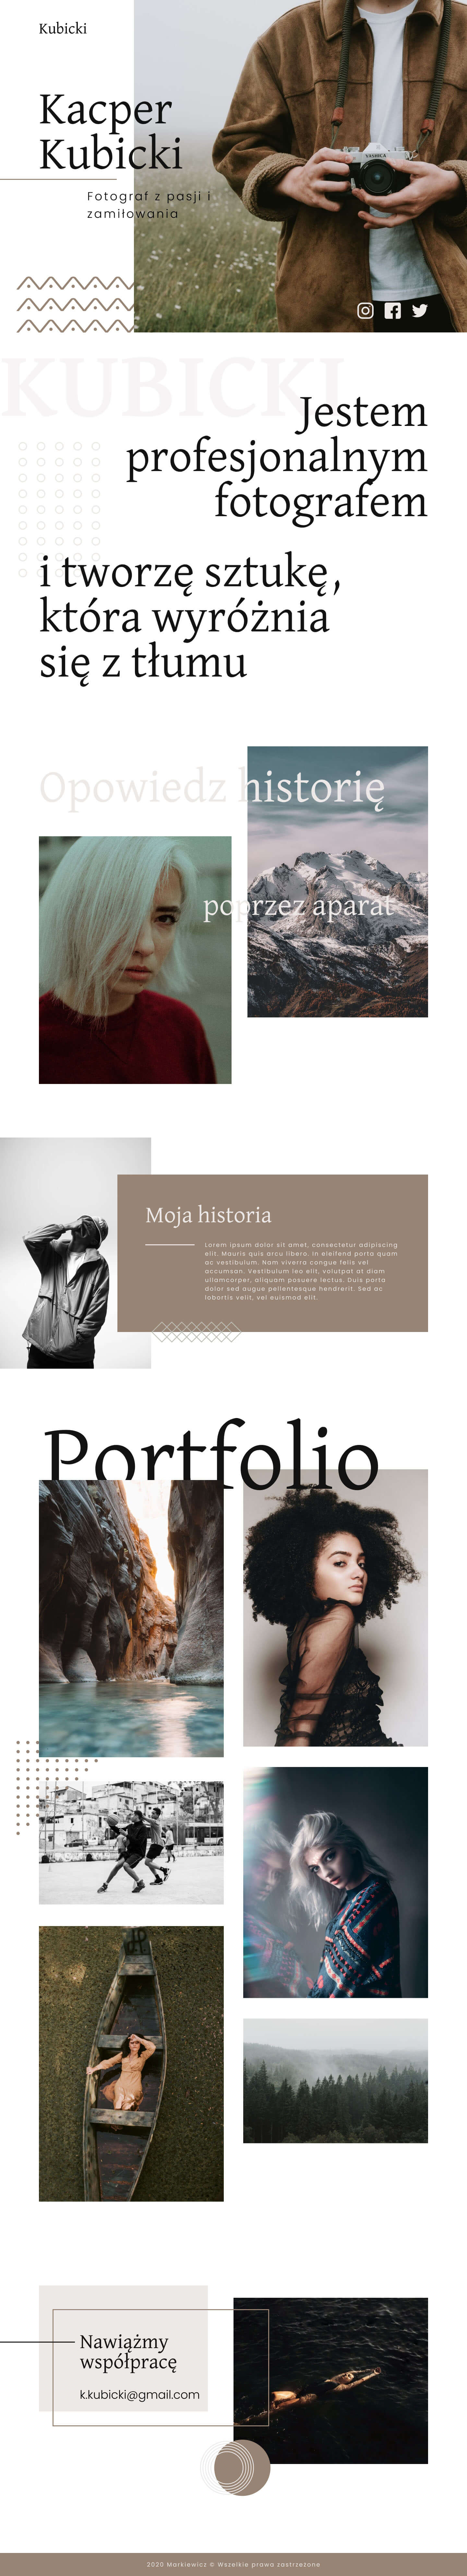 Kubicki
Kacper
Kubicki
Fotograf z pasji i
zamiłowania
YASHICA
KUBICKI
Jestem
profesjonalnym
fotografem
i tworzę sztukę,
która wyróżnia
się z tłumu
Opowiedz historię
poprzez aparat
Moja historia
Lorem ipsum dolor sit amet, consectetur adipiscing
elit. Mauris quis arcu libero. In eleifend porta quam
ac vestibulum. Nam viverra congue felis vel
accumsan. Vestibulum leo elit, volutpat at diam
ullamcorper, aliquam posuere lectus. Duis porta
dolor sed augue pellentesque hendrerit. Sed ac
lobortis velit, vel euismod elit.
Portfolio
Nawiążmy
współpracę
k.kubicki@gmail.com
2020 Markiewicz © Wszelkie prawa zastrzeżone